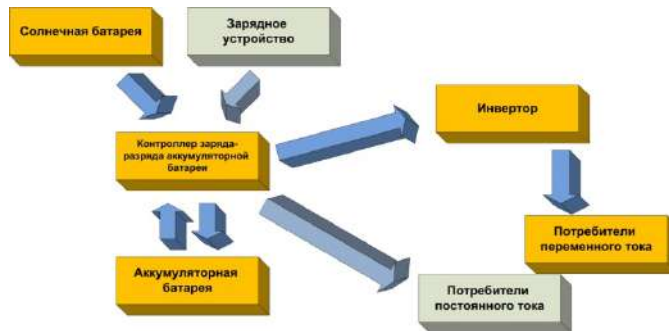 Солнечная батарея
Зарядное
устройство
Инвертор
Контроллер заряда-
разряда аккумуляторной
батареи
Потребители
переменного тока
Аккумуляторная
батарея
Потребители
постоянного тока